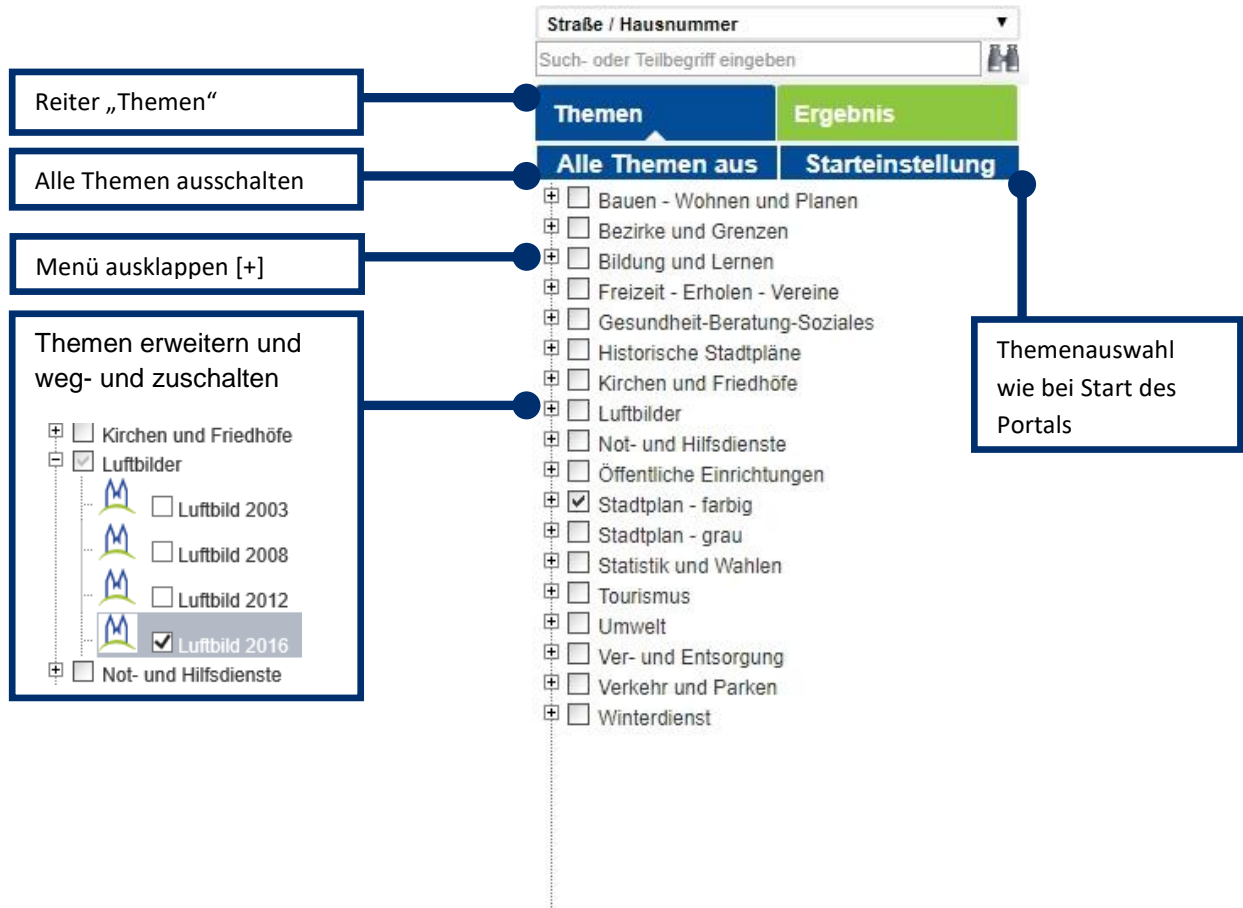 Straße / Hausnummer
Such- oder Teilbegriff eingeben
Themen
Ergebnis
Alle Themen aus
Starteinstellung
Bauen - Wohnen und Planen
Bezirke und Grenzen
Bildung und Lernen
Freizeit - Erholen - Vereine
Gesundheit-Beratung-Soziales
Historische Stadtpläne
Kirchen und Friedhöfe
Luftbilder
Not- und Hilfsdienste
Öffentliche Einrichtungen
Stadtplan - farbig
Stadtplan - grau
Statistik und Wahlen
Tourismus
Umwelt
Ver- und Entsorgung
Verkehr und Parken
Winterdienst
Reiter „Themen“
Alle Themen ausschalten
Menü ausklappen [+]
Themen erweitern und
weg- und zuschalten
Kirchen und Friedhöfe
Luftbilder
Luftbild 2003
Luftbild 2008
Luftbild 2012
Luftbild 2016
Not- und Hilfsdienste
Themenauswahl
wie bei Start des
Portals